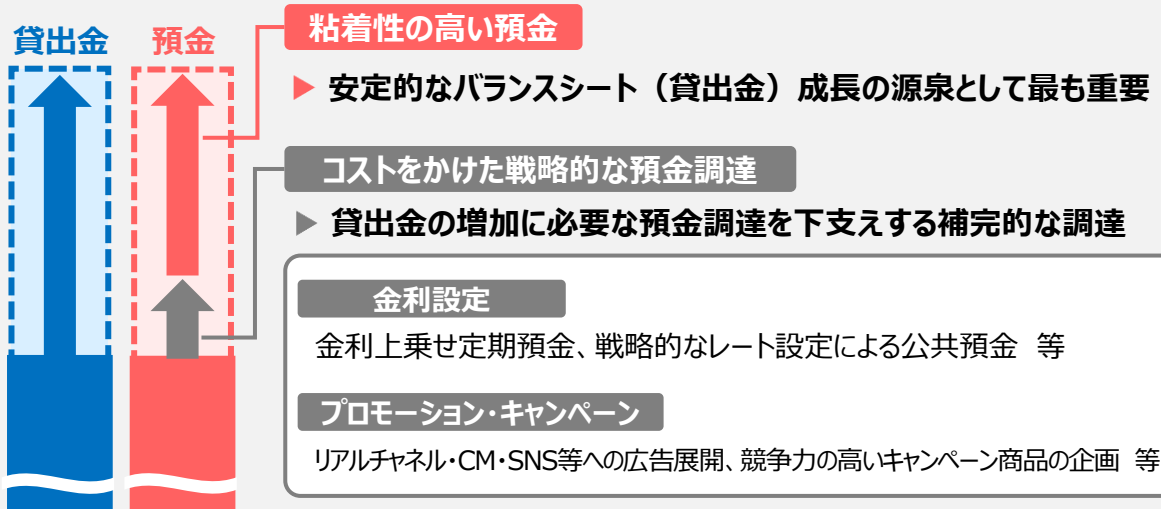 貸出金
預金
粘着性の高い預金
▶ 安定的なバランスシート（貸出金）成長の源泉として最も重要
コストをかけた戦略的な預金調達
▶ 貸出金の増加に必要な預金調達を下支えする補完的な調達
金利設定
金利上乗せ定期預金、戦略的なレート設定による公共預金　等
プロモーション・キャンペーン
リアルチャネル・CM・SNS等への広告展開、競争力の高いキャンペーン商品の企画　等